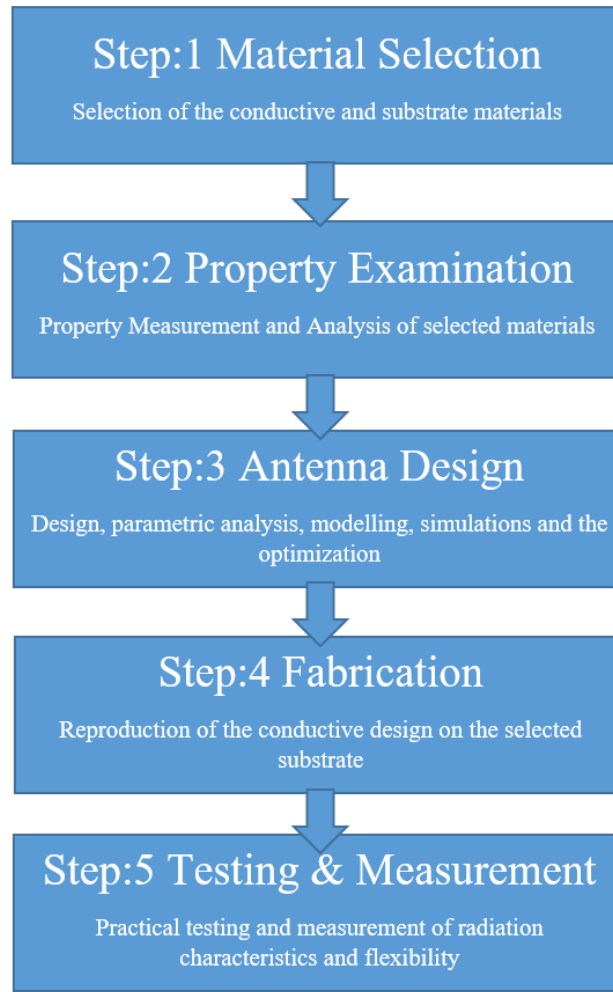 Step:1 Material Selection
Selection of the conductive and substrate materials
Step:2 Property Examination
Property Measurement and Analysis of selected materials
Step:3 Antenna Design
Design, parametric analysis, modelling, simulations and the
optimization
Step:4 Fabrication
Reproduction of the conductive design on the selected
substrate
Step:5 Testing & Measurement
Practical testing and measurement of radiation
characteristics and flexibility